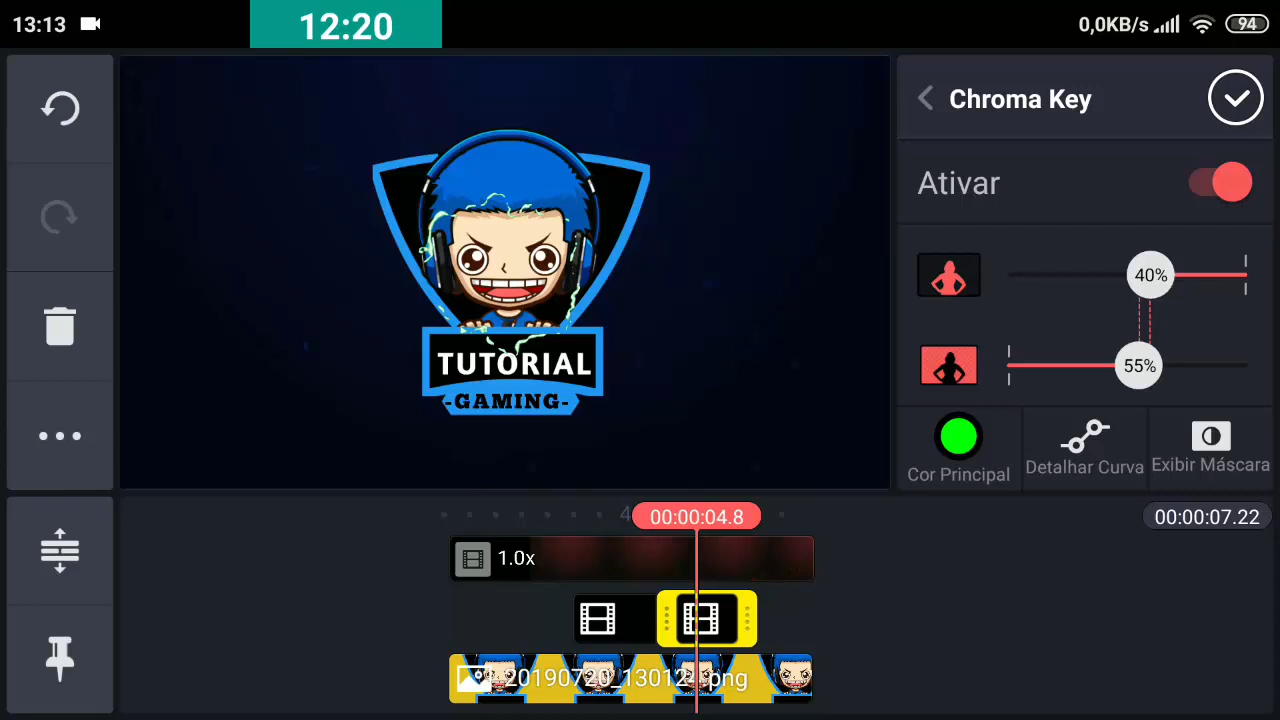 13:13
12:20
0,0KB/s
94
Chroma Key
Ativar
40%
55%
TUTORIAL
-GAMING-
Cor Principal
Detalhar Curva
Exibir Máscara
4
00:00:04.8
00:00:07.22
1.0x
20190720_130124.png